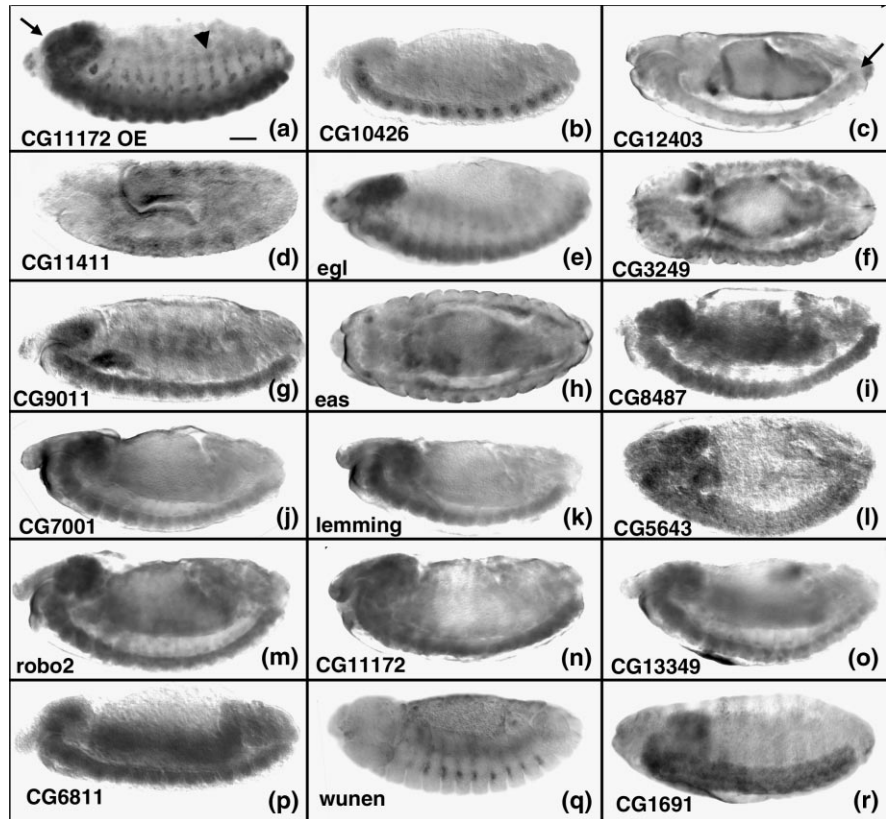 CG11172 OE (a)
CG10426 (b)
CG12403 (c)
CG11411 (d)
egl (e)
CG3249 (f)
CG9011 (g)
eas (h)
CG8487 (i)
CG7001 (j)
lemming (k)
CG5643 (l)
robo2 (m)
CG11172 (n)
CG13349 (o)
CG6811 (p)
wunen (q)
CG1691 (r)